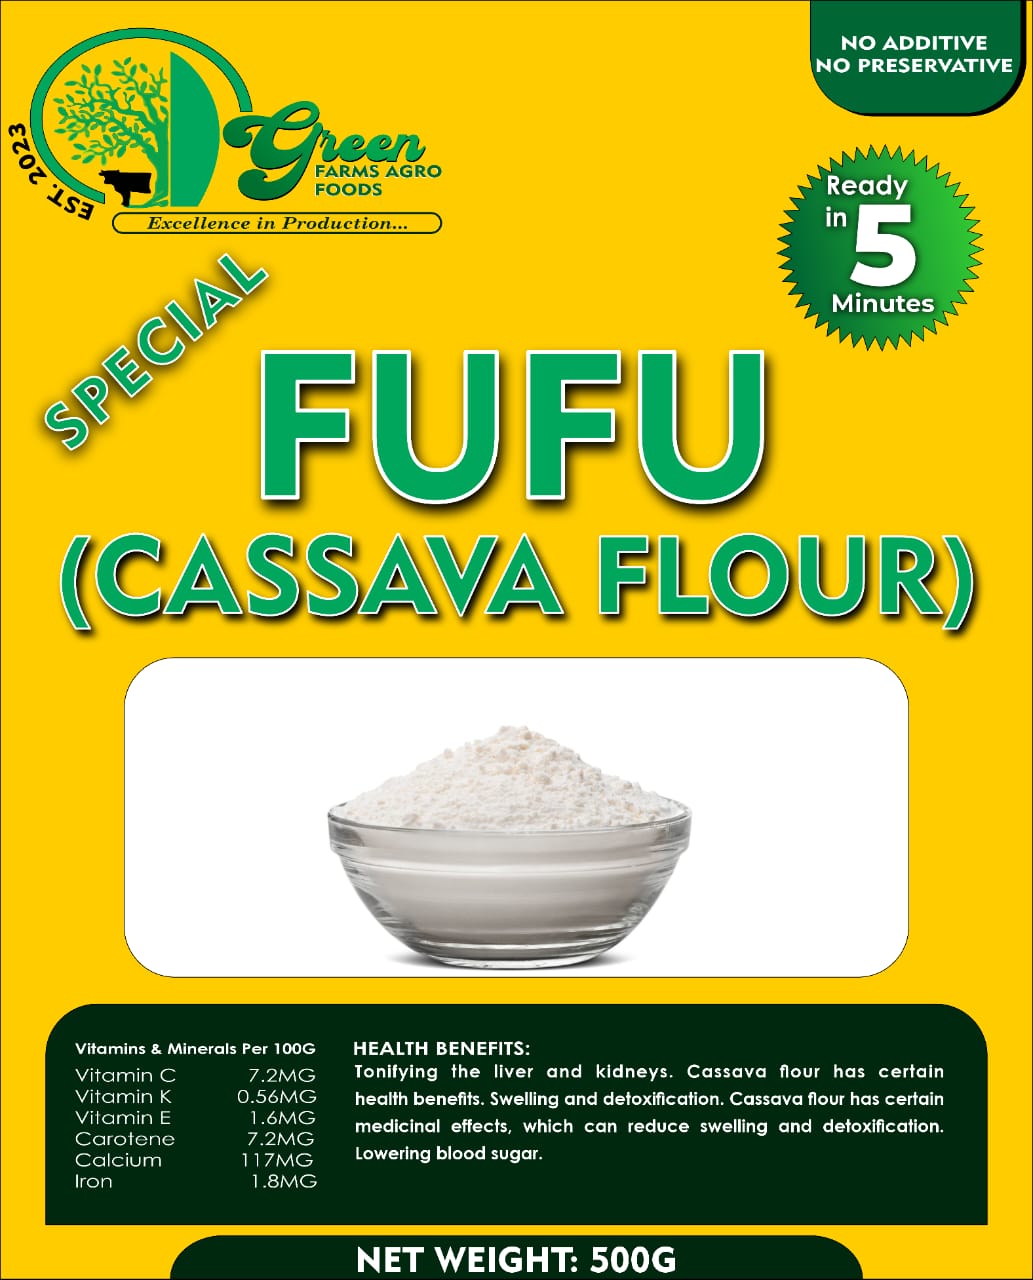 NO ADDITIVE
NO PRESERVATIVE
EST. 2023
Green
FARMS AGRO
FOODS
Excellence in Production...
Ready
in 5
Minutes
SPECIAL
FUFU
(CASSAVA FLOUR)
Vitamins & Minerals Per 100G
Vitamin C 7.2MG
Vitamin K 0.56MG
Vitamin E 1.6MG
Carotene 7.2MG
Calcium 117MG
Iron 1.8MG
HEALTH BENEFITS:
Tonifying the liver and kidneys. Cassava flour has certain
health benefits. Swelling and detoxification. Cassava flour has certain
medicinal effects, which can reduce swelling and detoxification.
Lowering blood sugar.
NET WEIGHT: 500G